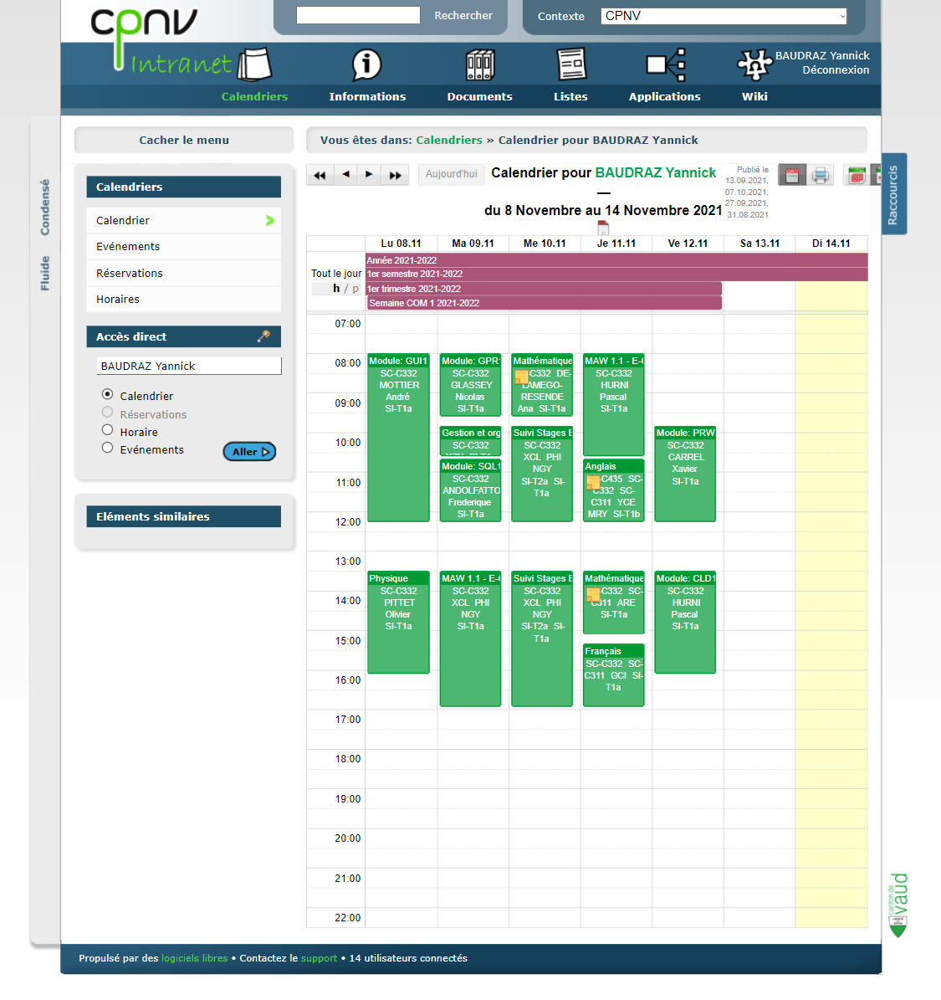 cpnv
Intranet
Rechercher
Contexte
CPNV
BAUDRAZ Yannick
Déconnexion
Calendriers
Informations
Documents
Listes
Applications
Wiki
Condensé
Fluide
Raccourcis
Cacher le menu
Vous êtes dans: Calendriers » Calendrier pour BAUDRAZ Yannick
Calendriers
Calendrier
Evénements
Réservations
Horaires
Accès direct
BAUDRAZ Yannick
Calendrier
Réservations
Horaire
Evénements
Aller
Eléments similaires
Aujourd'hui
Calendrier pour BAUDRAZ Yannick
—
du 8 Novembre au 14 Novembre 2021
Publié le
13.09.2021,
07.10.2021,
27.09.2021,
31.08.2021
Lu 08.11
Ma 09.11
Me 10.11
Je 11.11
Ve 12.11
Sa 13.11
Di 14.11
Tout le jour
h / p
Année 2021-2022
1er semestre 2021-2022
1er trimestre 2021-2022
Semaine COM 1 2021-2022
07:00
08:00
09:00
10:00
11:00
12:00
13:00
14:00
15:00
16:00
17:00
18:00
19:00
20:00
21:00
22:00
Module: GUI1
SC-C332
MOTTIER
André
SI-T1a
Physique
SC-C332
PITTET
Olivier
SI-T1a
Module: GPR
SC-C332
GLASSEY
Nicolas
SI-T1a
Gestion et org
SC-C332
Module: SQL1
SC-C332
ANDOLFATTO
Frederique
SI-T1a
MAW 1.1 - E-
SC-C332
XCL PHI
NGY
SI-T1a
Mathématique
C332 DE-
LAMEGO-
RESENDE
Ana SI-T1a
Suivi Stages
SC-C332
XCL PHI
NGY
SI-T2a SI-
T1a
Suivi Stages
SC-C332
XCL PHI
NGY
SI-T2a SI-
T1a
MAW 1.1 - E-
SC-C332
HURNI
Pascal
SI-T1a
Anglais
C435 SC-
C332 SC-
C311 YCE
MRY SI-T1b
Mathématique
C332 SC-
C311 ARE
SI-T1a
Français
SC-C332 SC-
C311 GCI SI-
T1a
Module: PRW
SC-C332
CARREL
Xavier
SI-T1a
Module: CLD1
SC-C332
HURNI
Pascal
SI-T1a
canton de
vaud
Propulsé par des logiciels libres • Contactez le support • 14 utilisateurs connectés